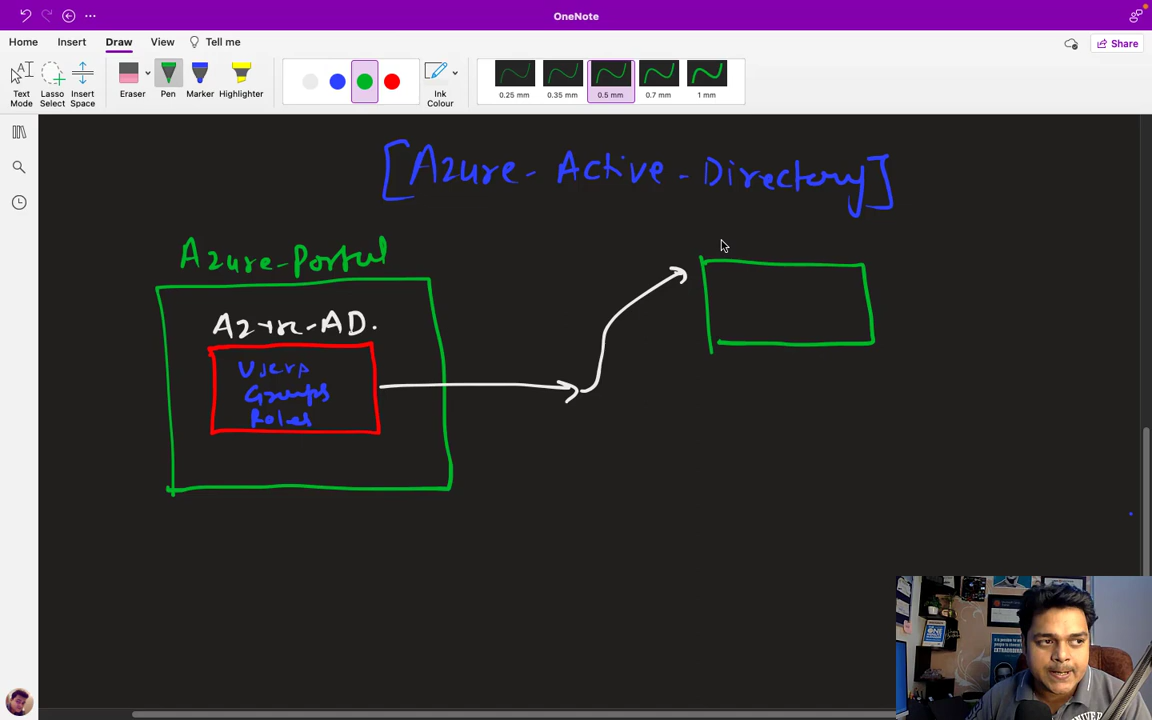 OneNote
Home Insert Draw View Tell me
Share
Text Mode
Lasso Select
Insert Space
Eraser
Pen
Marker
Highlighter
Ink Colour
0.25 mm
0.35 mm
0.5 mm
0.7 mm
1 mm
[Azure-Active-Directory]
Azure-Portal
Azure-AD.
Users
Groups
Roles